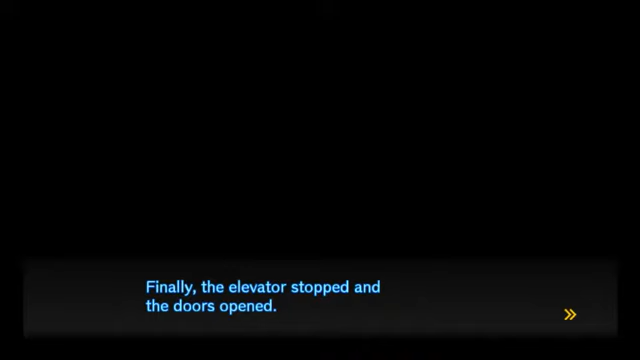 Finally, the elevator stopped and
the doors opened.